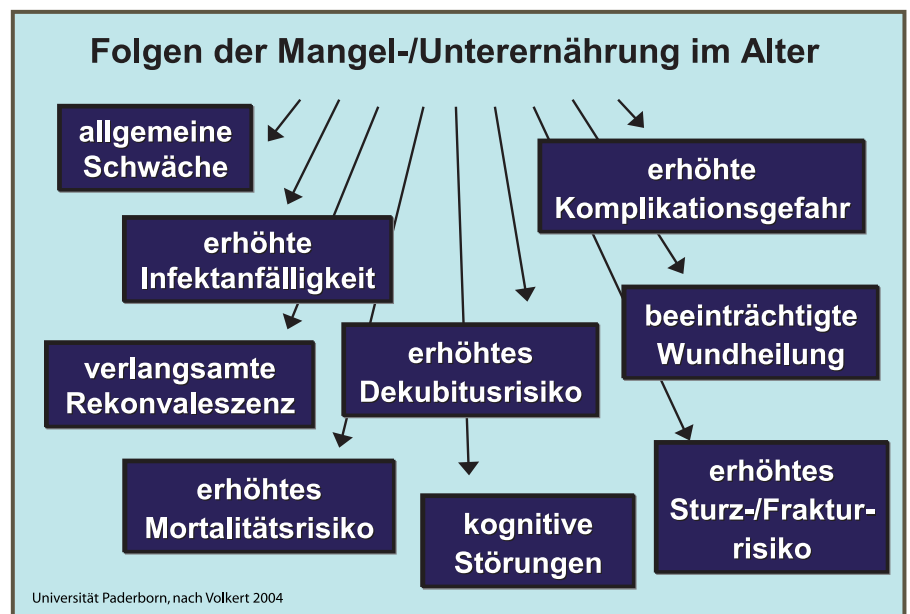 Folgen der Mangel-/Unterernährung im Alter
allgemeine
Schwäche
erhöhte
Komplikationsgefahr
erhöhte
Infektanfälligkeit
beeinträchtigte
Wundheilung
verlangsamte
Rekonvaleszenz
erhöhtes
Dekubitusrisiko
erhöhtes
Mortalitätsrisiko
kognitive
Störungen
erhöhtes
Sturz-/Fraktur-
risiko
Universität Paderborn, nach Volkert 2004